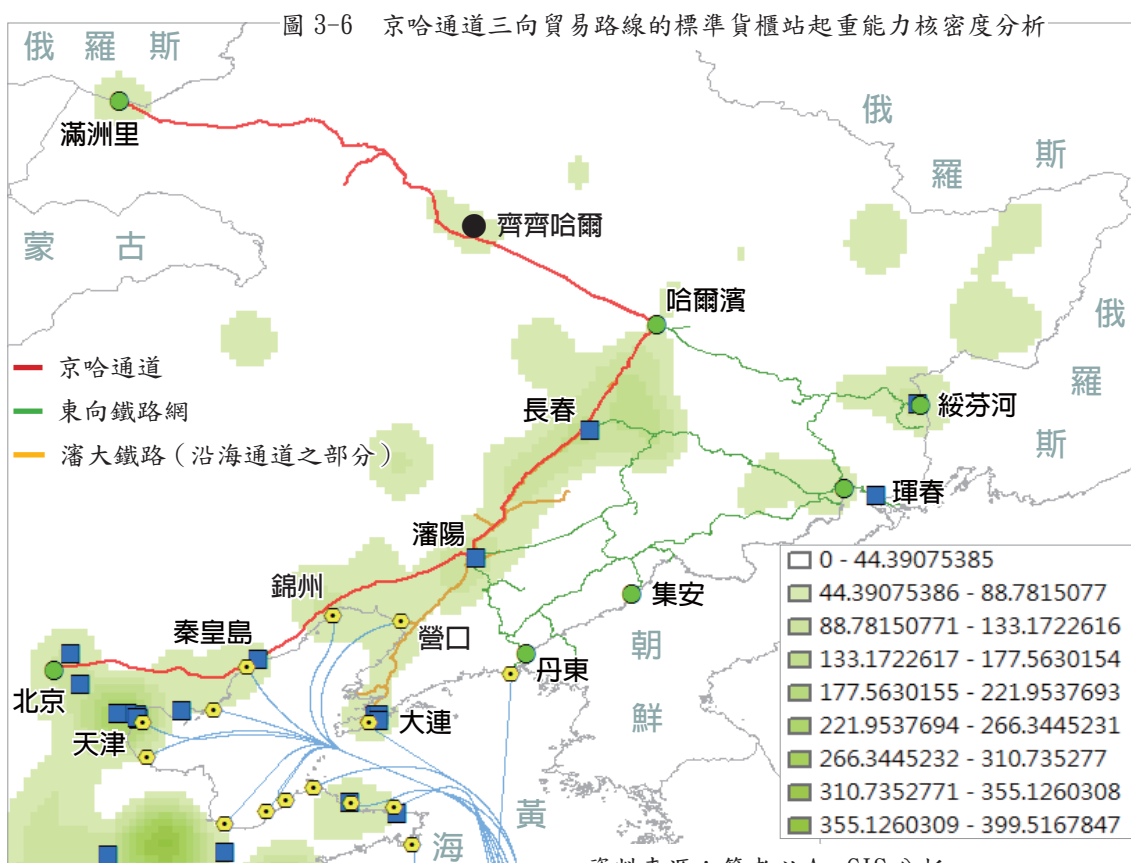 圖 3-6 京哈通道三向貿易路線的標準貨櫃站起重能力核密度分析
俄羅斯
滿洲里
俄羅斯
齊齊哈爾
蒙古
哈爾濱
俄羅斯
京哈通道
東向鐵路網
瀋大鐵路（沿海通道之部分）
長春
綏芬河
琿春
瀋陽
錦州
集安
營口
秦皇島
丹東
朝鮮
北京
大連
天津
黃
海
0 - 44.39075385
44.39075386 - 88.7815077
88.78150771 - 133.1722616
133.1722617 - 177.5630154
177.5630155 - 221.9537693
221.9537694 - 266.3445231
266.3445232 - 310.735277
310.7352771 - 355.1260308
355.1260309 - 399.5167847